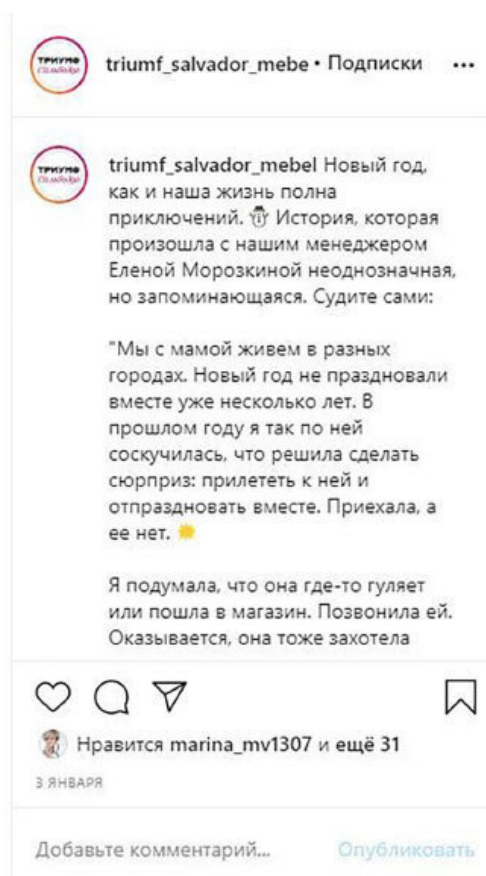 ТРИУМФ
Сальвадор
triumf_salvador_mebe • Подписки
ТРИУМФ
Сальвадор
triumf_salvador_mebel Новый год,
как и наша жизнь полна
приключений. ☃ История, которая
произошла с нашим менеджером
Еленой Морозкиной неоднозначная,
но запоминающаяся. Судите сами:
"Мы с мамой живем в разных
городах. Новый год не праздновали
вместе уже несколько лет. В
прошлом году я так по ней
соскучилась, что решила сделать
сюрприз: прилететь к ней и
отпраздновать вместе. Приехала, а
ее нет.
Я подумала, что она где-то гуляет
или пошла в магазин. Позвонила ей.
Оказывается, она тоже захотела
Нравится marina_mv1307 и ещё 31
3 ЯНВАРЯ
Добавьте комментарий... Опубликовать